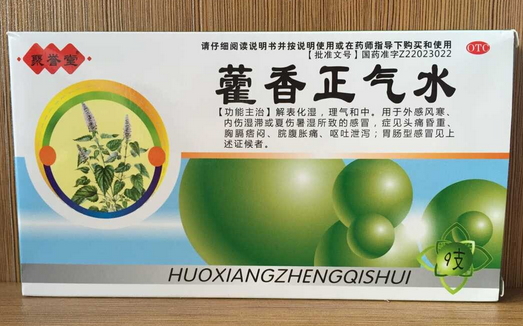 聚誉堂
请仔细阅读说明书并按说明使用或在药师指导下购买和使用
【批准文号】国药准字Z22023022
OTC
藿香正气水
【功能主治】解表化湿，理气和中。用于外感风寒、
内伤湿滞或夏伤暑湿所致的感冒，症见头痛昏重、
胸膈痞闷、脘腹胀痛、呕吐泄泻；胃肠型感冒见上
述证候者。
HUOXIANGZHENGQISHUI
9支